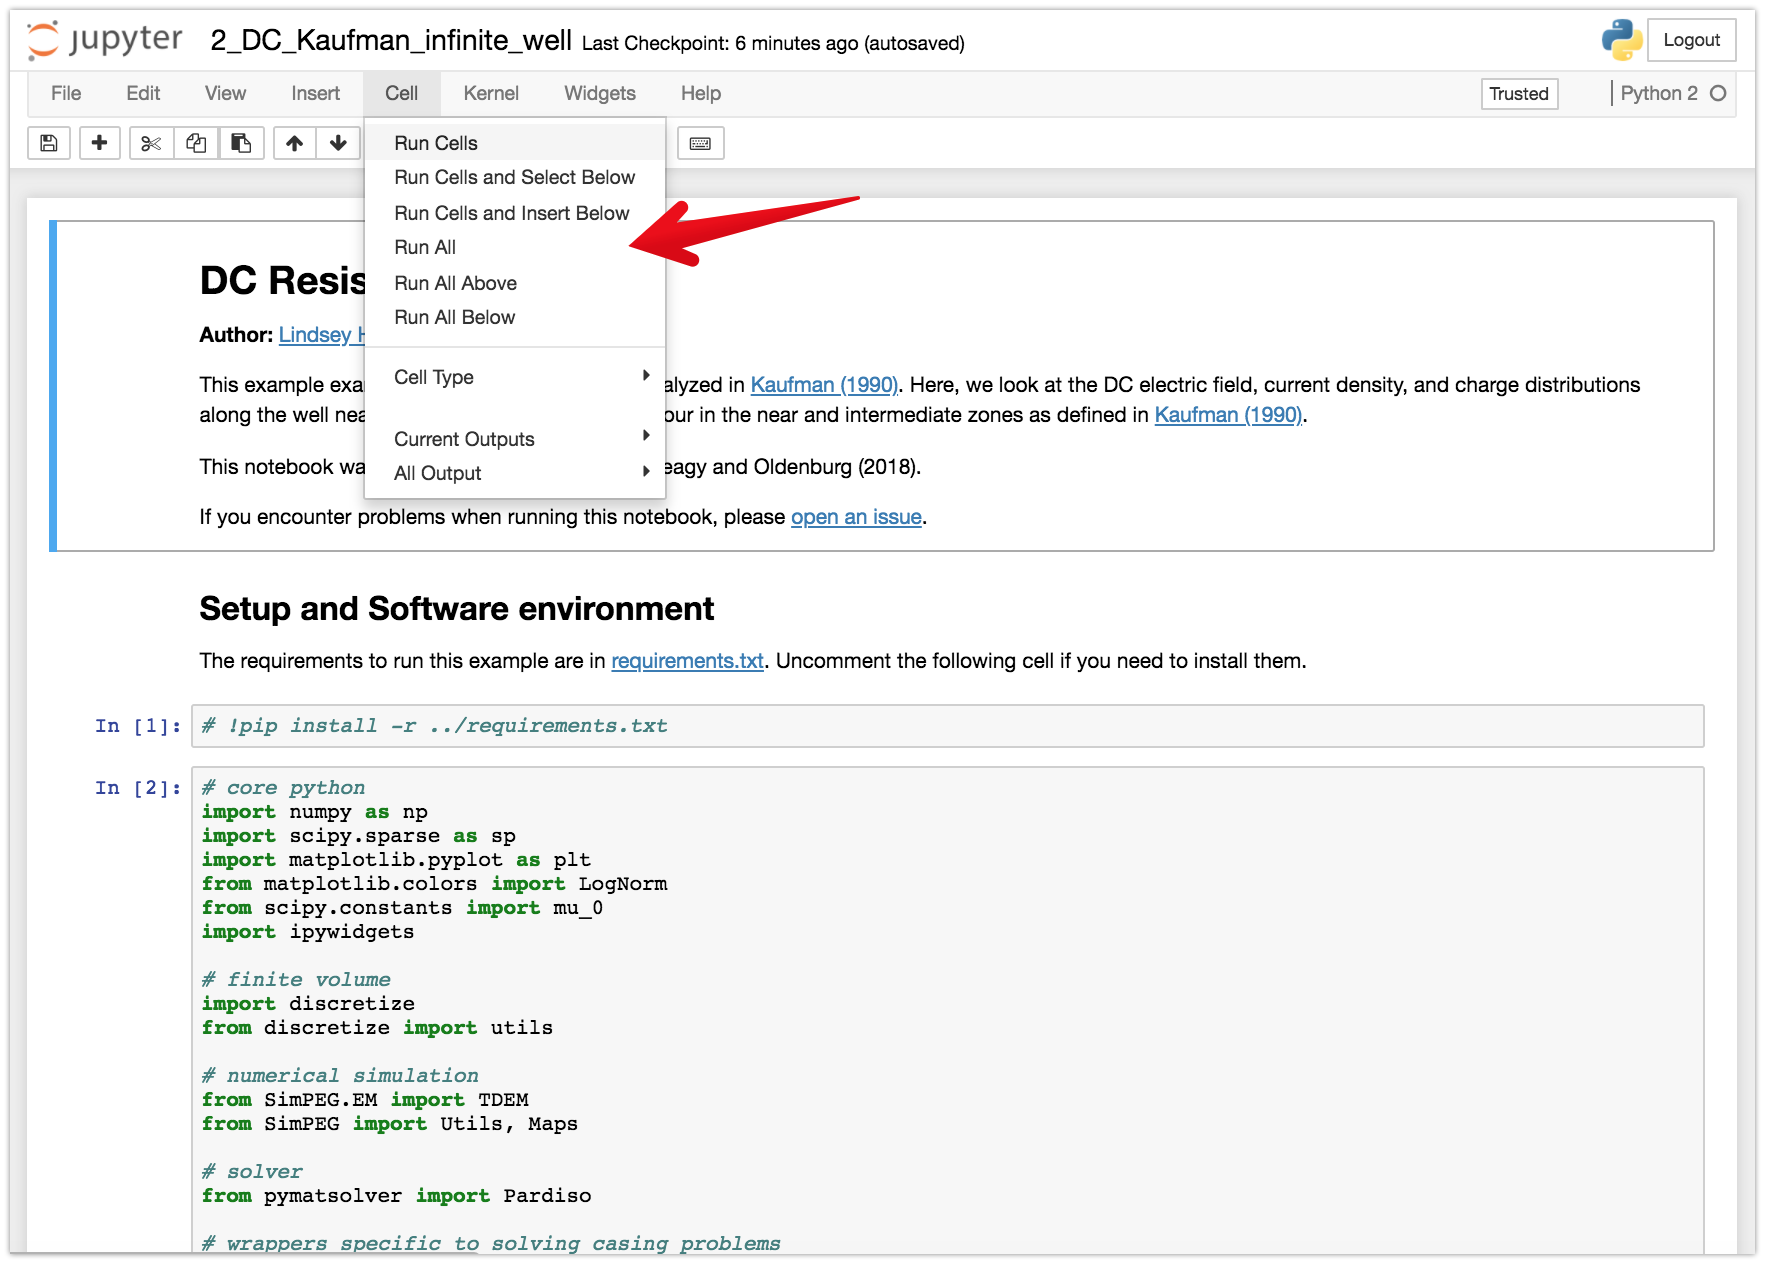 jupyter 2_DC_Kaufman_infinite_well Last Checkpoint: 6 minutes ago (autosaved) Logout
File Edit View Insert Cell Kernel Widgets Help Trusted Python 2
Run Cells
Run Cells and Select Below
Run Cells and Insert Below
Run All
Run All Above
Run All Below
Cell Type
Current Outputs
All Output
DC Resis
Author: Lindsey H
This example exa alyzed in Kaufman (1990). Here, we look at the DC electric field, current density, and charge distributions
along the well nea our in the near and intermediate zones as defined in Kaufman (1990).
This notebook wa eagy and Oldenburg (2018).
If you encounter problems when running this notebook, please open an issue.
Setup and Software environment
The requirements to run this example are in requirements.txt. Uncomment the following cell if you need to install them.
In [1]: # !pip install -r ../requirements.txt
In [2]: # core python
import numpy as np
import scipy.sparse as sp
import matplotlib.pyplot as plt
from matplotlib.colors import LogNorm
from scipy.constants import mu_0
import ipywidgets
# finite volume
import discretize
from discretize import utils
# numerical simulation
from SimPEG.EM import TDEM
from SimPEG import Utils, Maps
# solver
from pymatsolver import Pardiso
# wrappers specific to solving casing problems